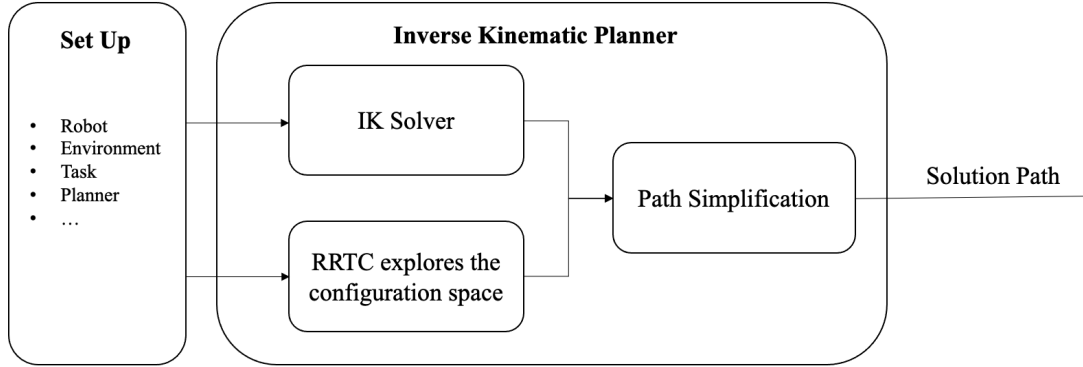 Set Up
• Robot
• Environment
• Task
• Planner
• …
Inverse Kinematic Planner
IK Solver
RRTC explores the
configuration space
Path Simplification
Solution Path